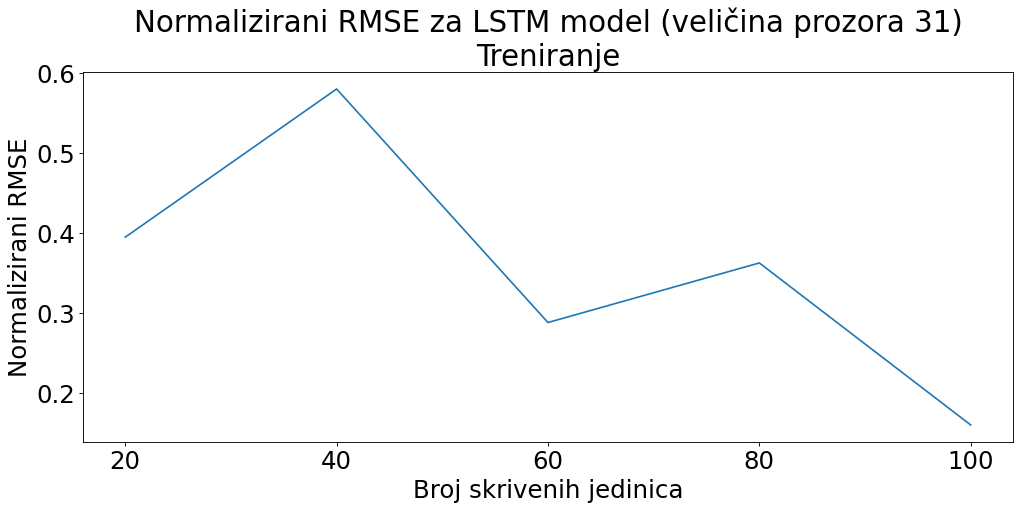 Normalizirani RMSE za LSTM model (veličina prozora 31)
Treniranje
Normalizirani RMSE
0.6
0.5
0.4
0.3
0.2
20 40 60 80 100
Broj skrivenih jedinica